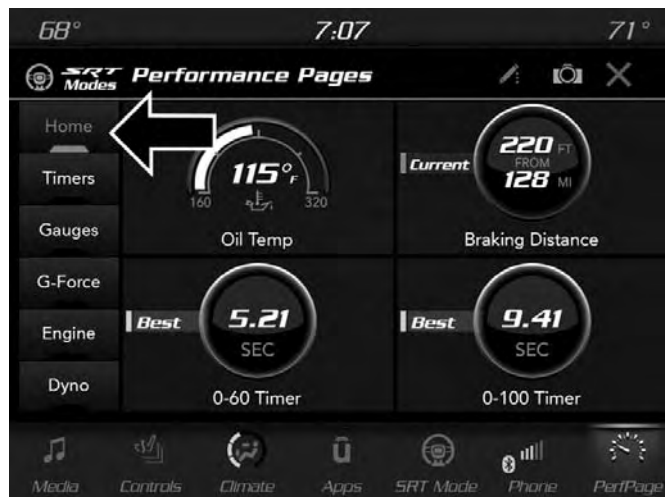 68° 7:07 71°
SRT Modes Performance Pages
Home
Timers
Gauges
G-Force
Engine
Dyno
115°F
160 320
Oil Temp
Current
220 FT
FROM
128 MI
Braking Distance
Best
5.21
SEC
0-60 Timer
Best
9.41
SEC
0-100 Timer
Media Controls Climate Apps SRT Mode Phone PerfPage